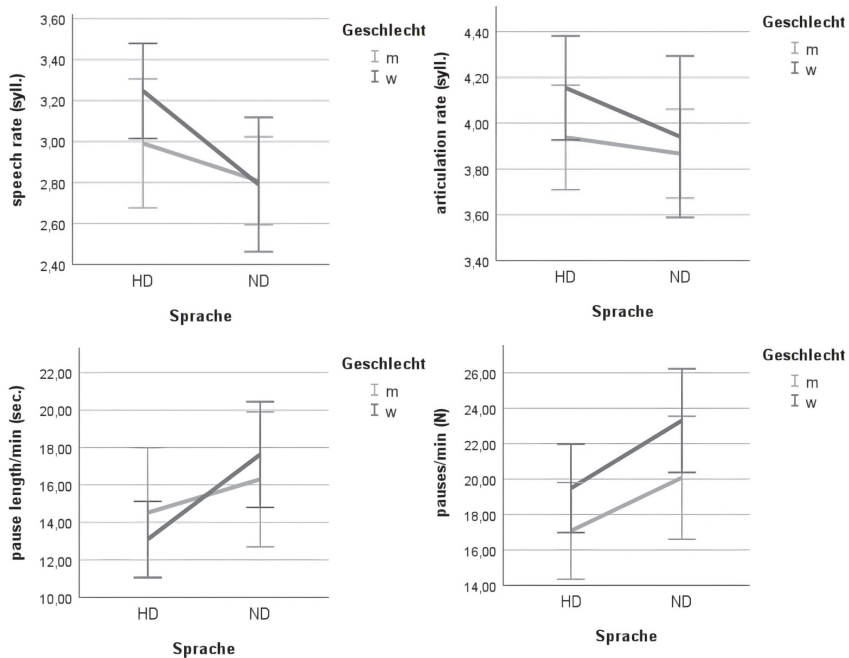 speech rate (syll.)
3,60
3,40
3,20
3,00
2,80
2,60
2,40
HD
ND
Sprache
Geschlecht
m
w
articulation rate (syll.)
4,40
4,20
4,00
3,80
3,60
3,40
HD
ND
Sprache
Geschlecht
m
w
pause length/min (sec.)
22,00
20,00
18,00
16,00
14,00
12,00
10,00
HD
ND
Sprache
Geschlecht
m
w
pauses/min (N)
26,00
24,00
22,00
20,00
18,00
16,00
14,00
HD
ND
Sprache
Geschlecht
m
w